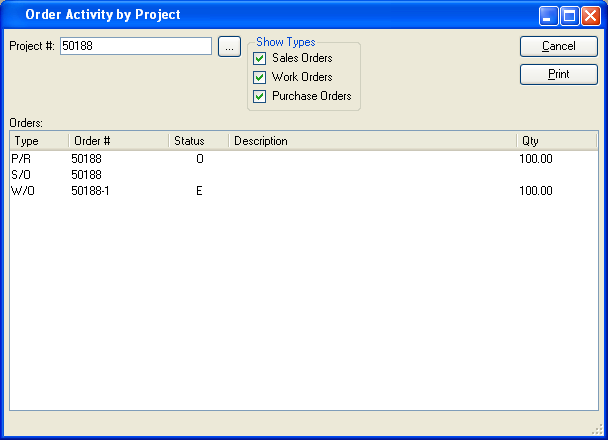 Order Activity by Project
Project #: 50188 ...
Show Types
Sales Orders
Work Orders
Purchase Orders
Cancel
Print
Orders:
Type Order # Status Description Qty
P/R 50188 O 100.00
S/O 50188
W/O 50188-1 E 100.00